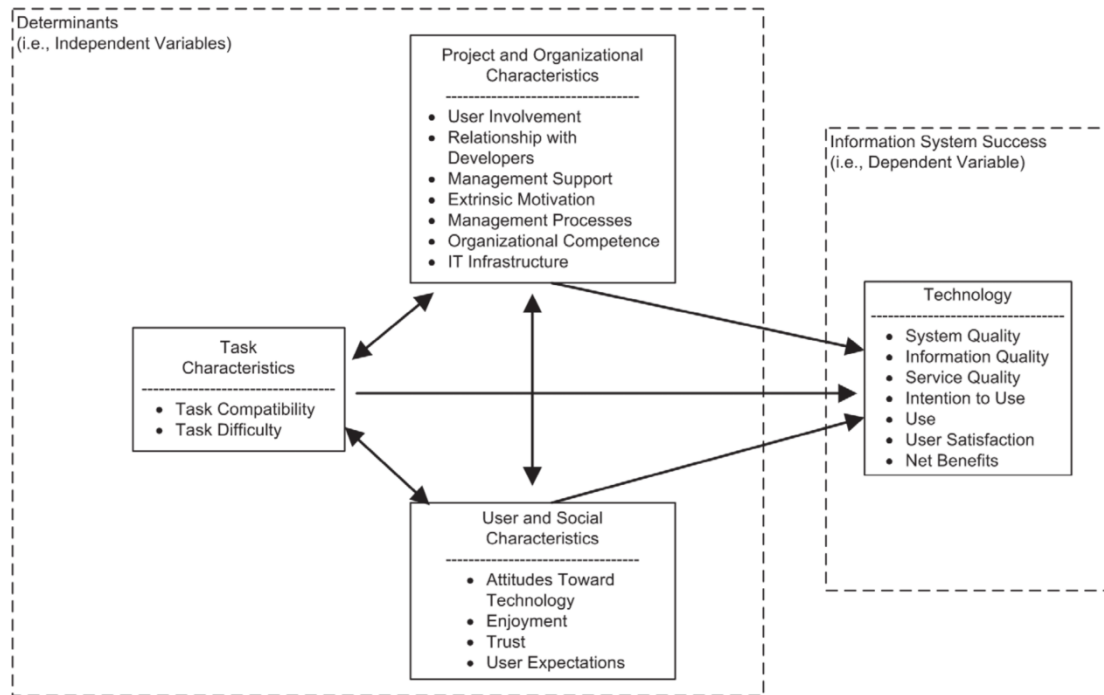 Determinants
(i.e., Independent Variables)
Project and Organizational
Characteristics
• User Involvement
• Relationship with
Developers
• Management Support
• Extrinsic Motivation
• Management Processes
• Organizational Competence
• IT Infrastructure
Information System Success
(i.e., Dependent Variable)
Task
Characteristics
• Task Compatibility
• Task Difficulty
Technology
• System Quality
• Information Quality
• Service Quality
• Intention to Use
• Use
• User Satisfaction
• Net Benefits
User and Social
Characteristics
• Attitudes Toward
Technology
• Enjoyment
• Trust
• User Expectations